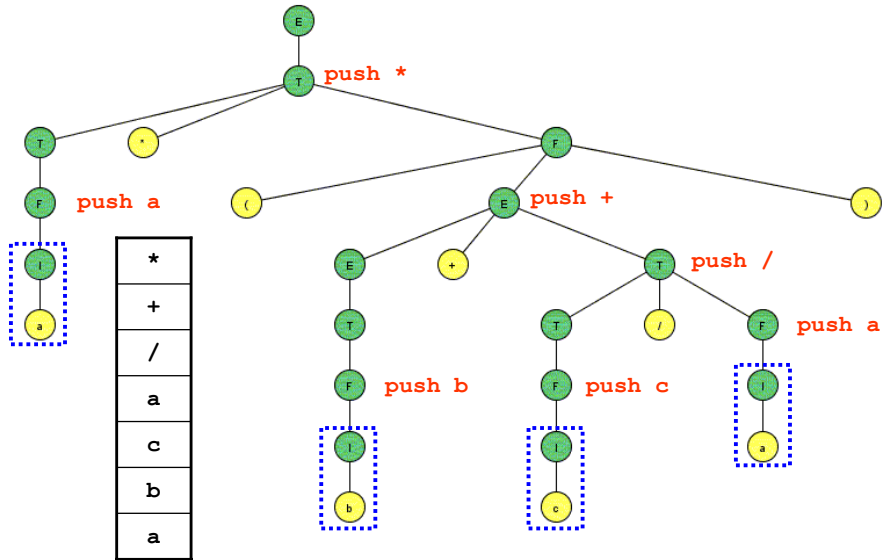 E
T push *
T * F
F push a ( E push + )
* I E + T push /
+ a T T / F push a
/
a F push b F push c I
c I I a
b b c
a